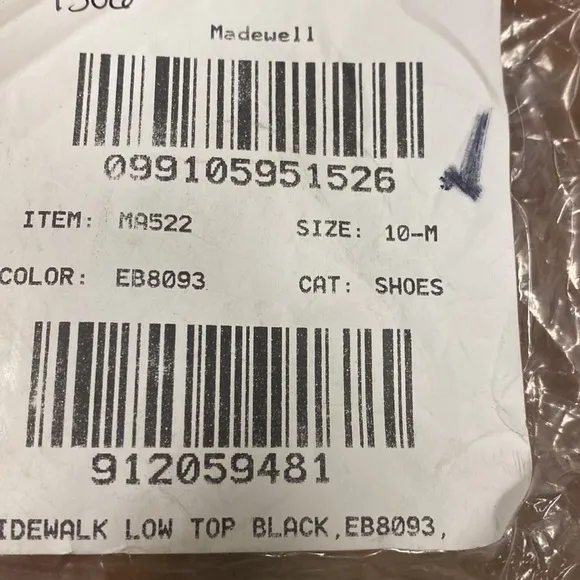 Madewell
099105951526
ITEM: MA522 SIZE: 10-M
COLOR: EB8093 CAT: SHOES
912059481
IDEWALK LOW TOP BLACK,EB8093,